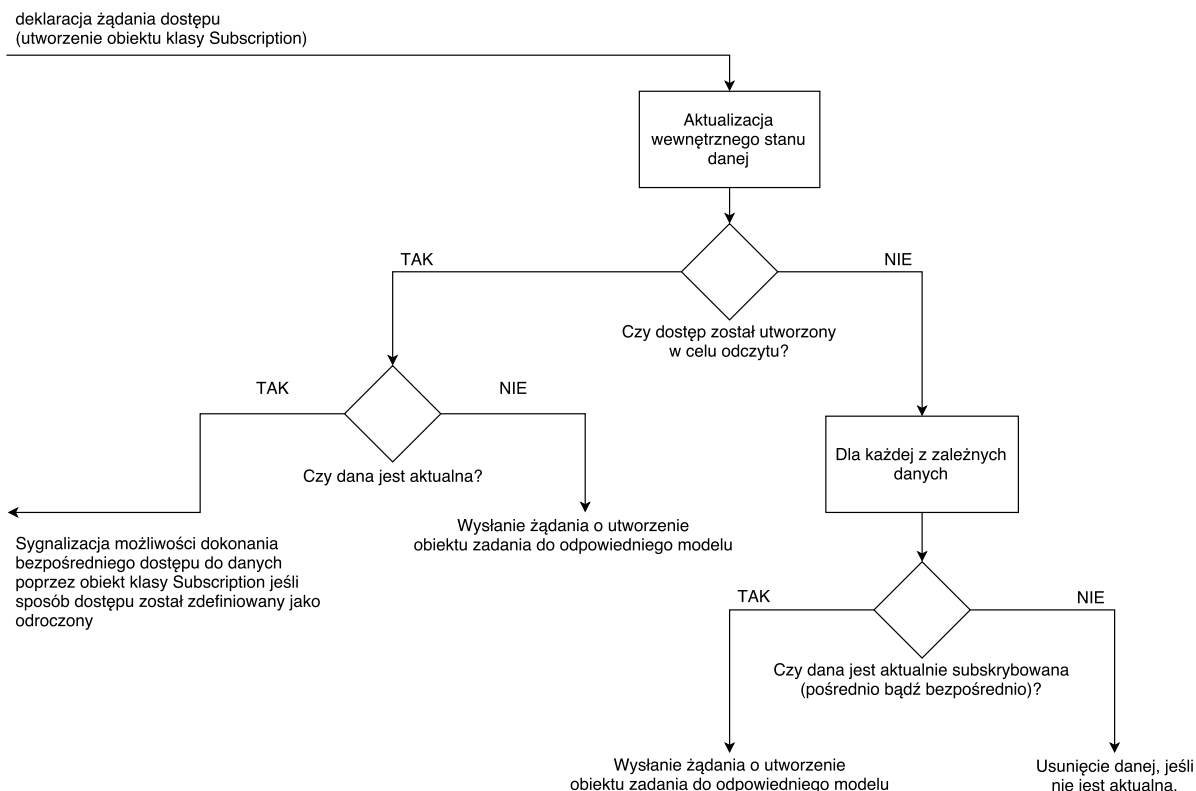 deklaracja żądania dostępu
(utworzenie obiektu klasy Subscription)
Aktualizacja
wewnętrznego stanu
danej
TAK
NIE
Czy dostęp został utworzony
w celu odczytu?
TAK
NIE
Czy dana jest aktualna?
Dla każdej z zależnych
danych
Wysłanie żądania o utworzenie
obiektu zadania do odpowiedniego modelu
Sygnalizacja możliwości dokonania
bezpośredniego dostępu do danych
poprzez obiekt klasy Subscription jeśli
sposób dostępu został zdefiniowany jako
odroczony
TAK
NIE
Czy dana jest aktualnie subskrybowana
(pośrednio bądź bezpośrednio)?
Wysłanie żądania o utworzenie
obiektu zadania do odpowiedniego modelu
Usunięcie danej, jeśli
nie jest aktualna.